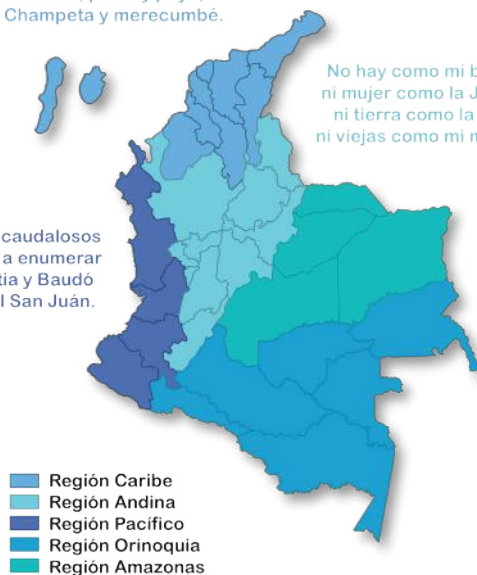 Champeta y merecumbé.
No hay como mi
ni mujer como la
ni tierra como la
ni viejas como mi
caudalosos
a enumerar
tia y Baudó
l San Juán.
Región Caribe
Región Andina
Región Pacífico
Región Orinoquia
Región Amazonas